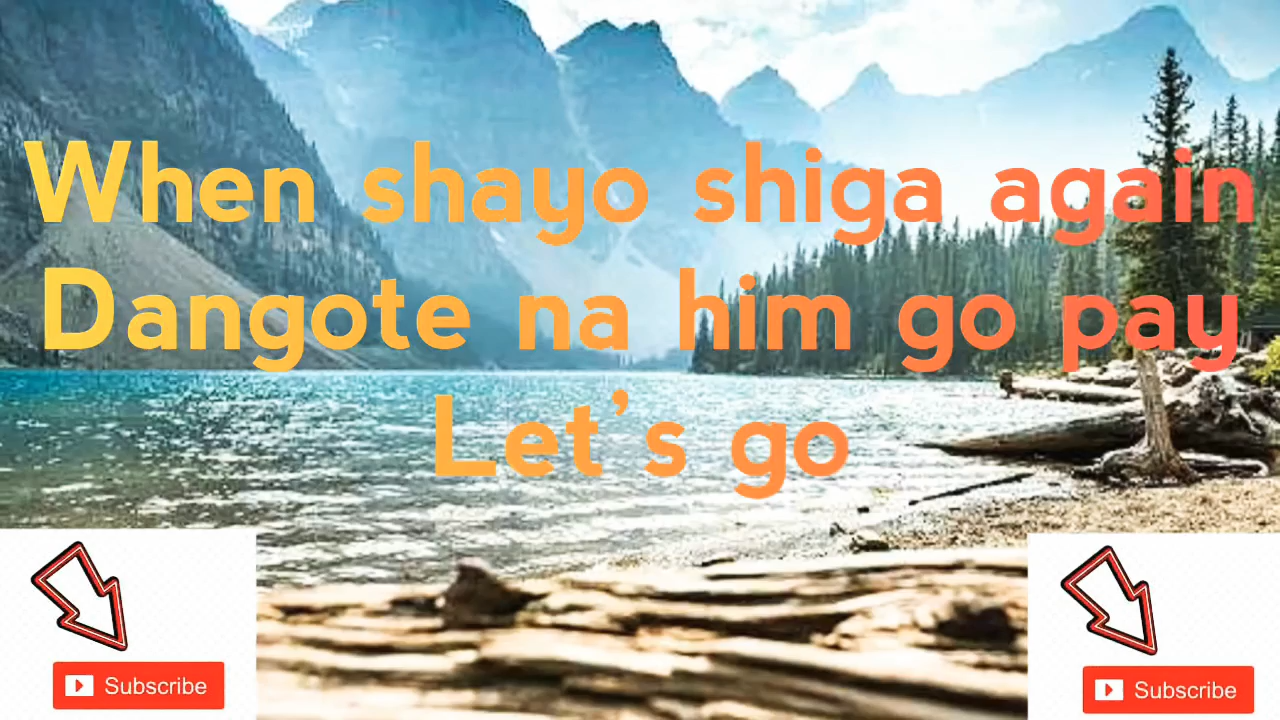 When shayo shiga again
Dangote na him go pay
Let's go
Subscribe
Subscribe